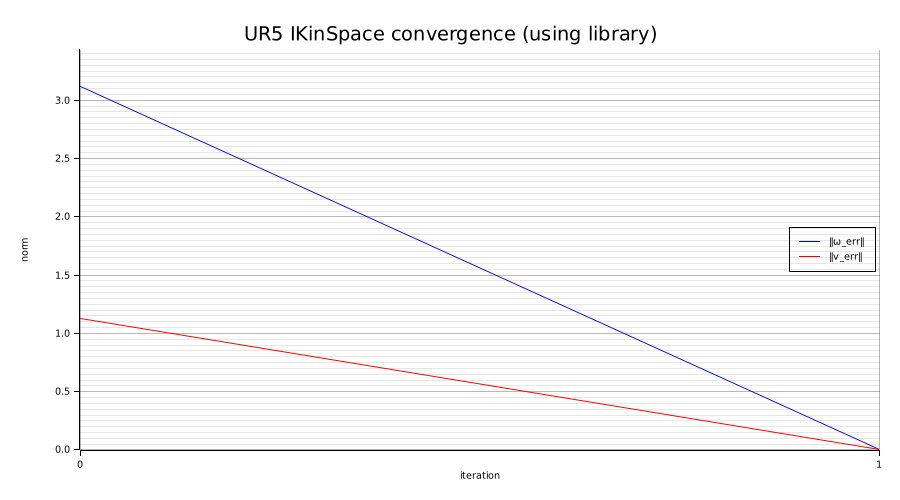 UR5 IKinSpace convergence (using library)
3.0
2.5
2.0
1.5
1.0
0.5
0.0
norm
‖ω_err‖
‖v_err‖
0
1
iteration